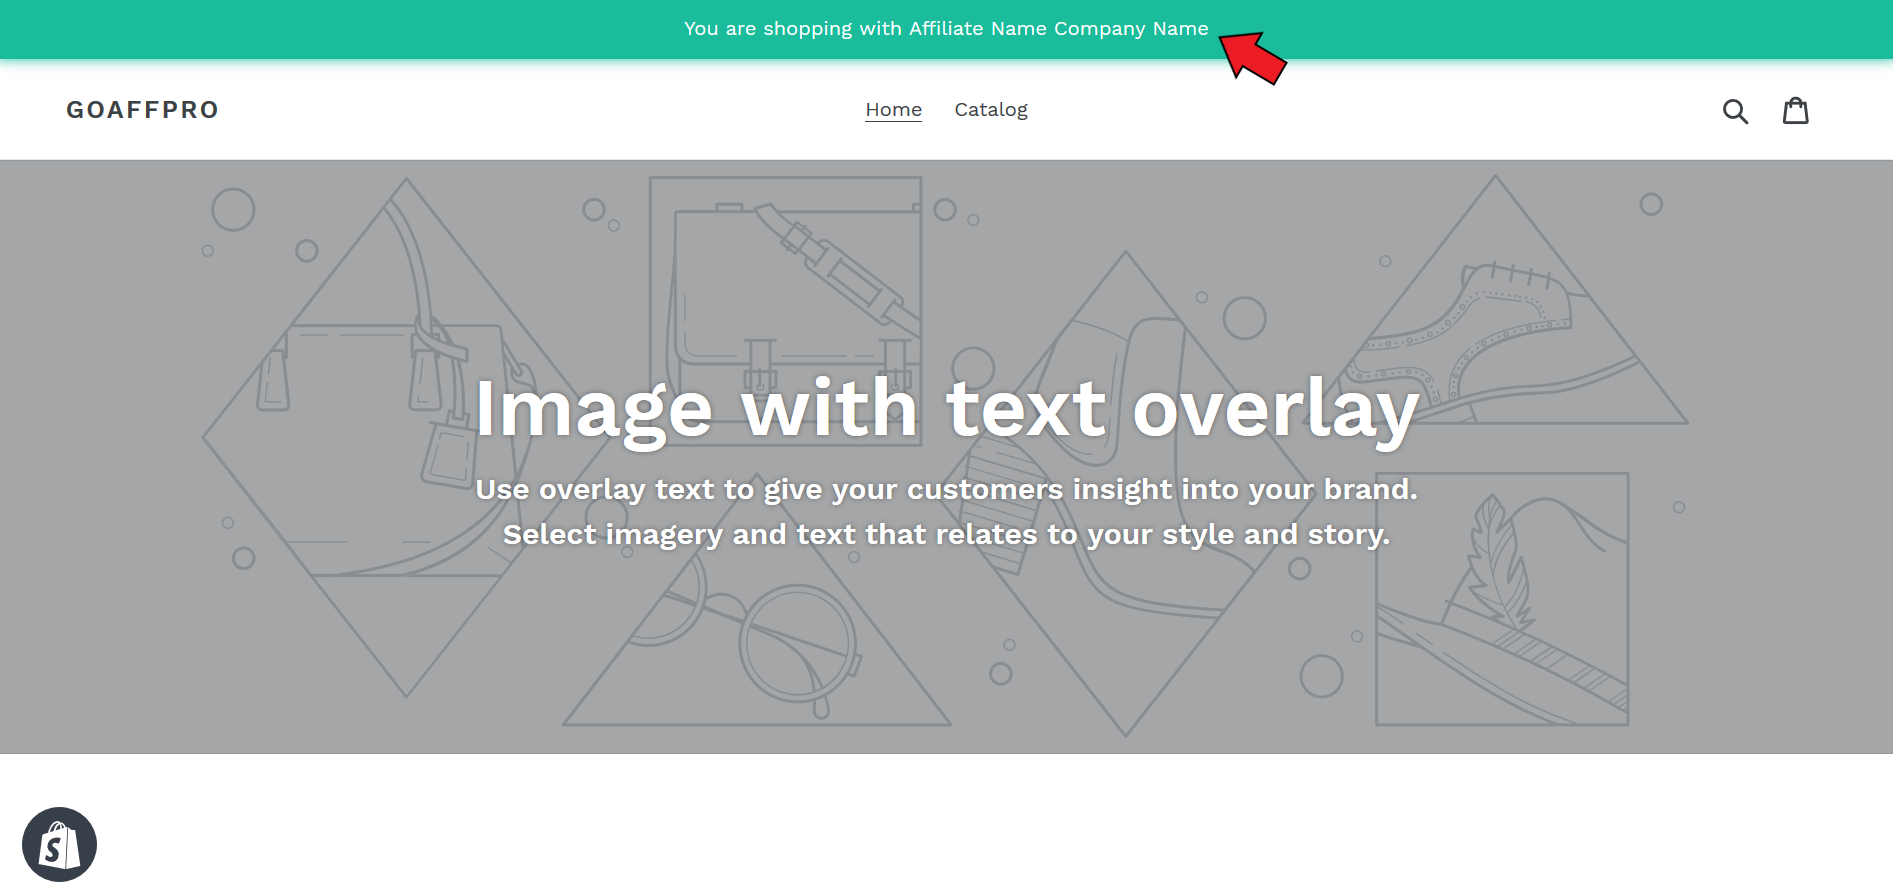 You are shopping with Affiliate Name Company Name
GOAFFPRO
Home
Catalog
Image with text overlay
Use overlay text to give your customers insight into your brand.
Select imagery and text that relates to your style and story.
S